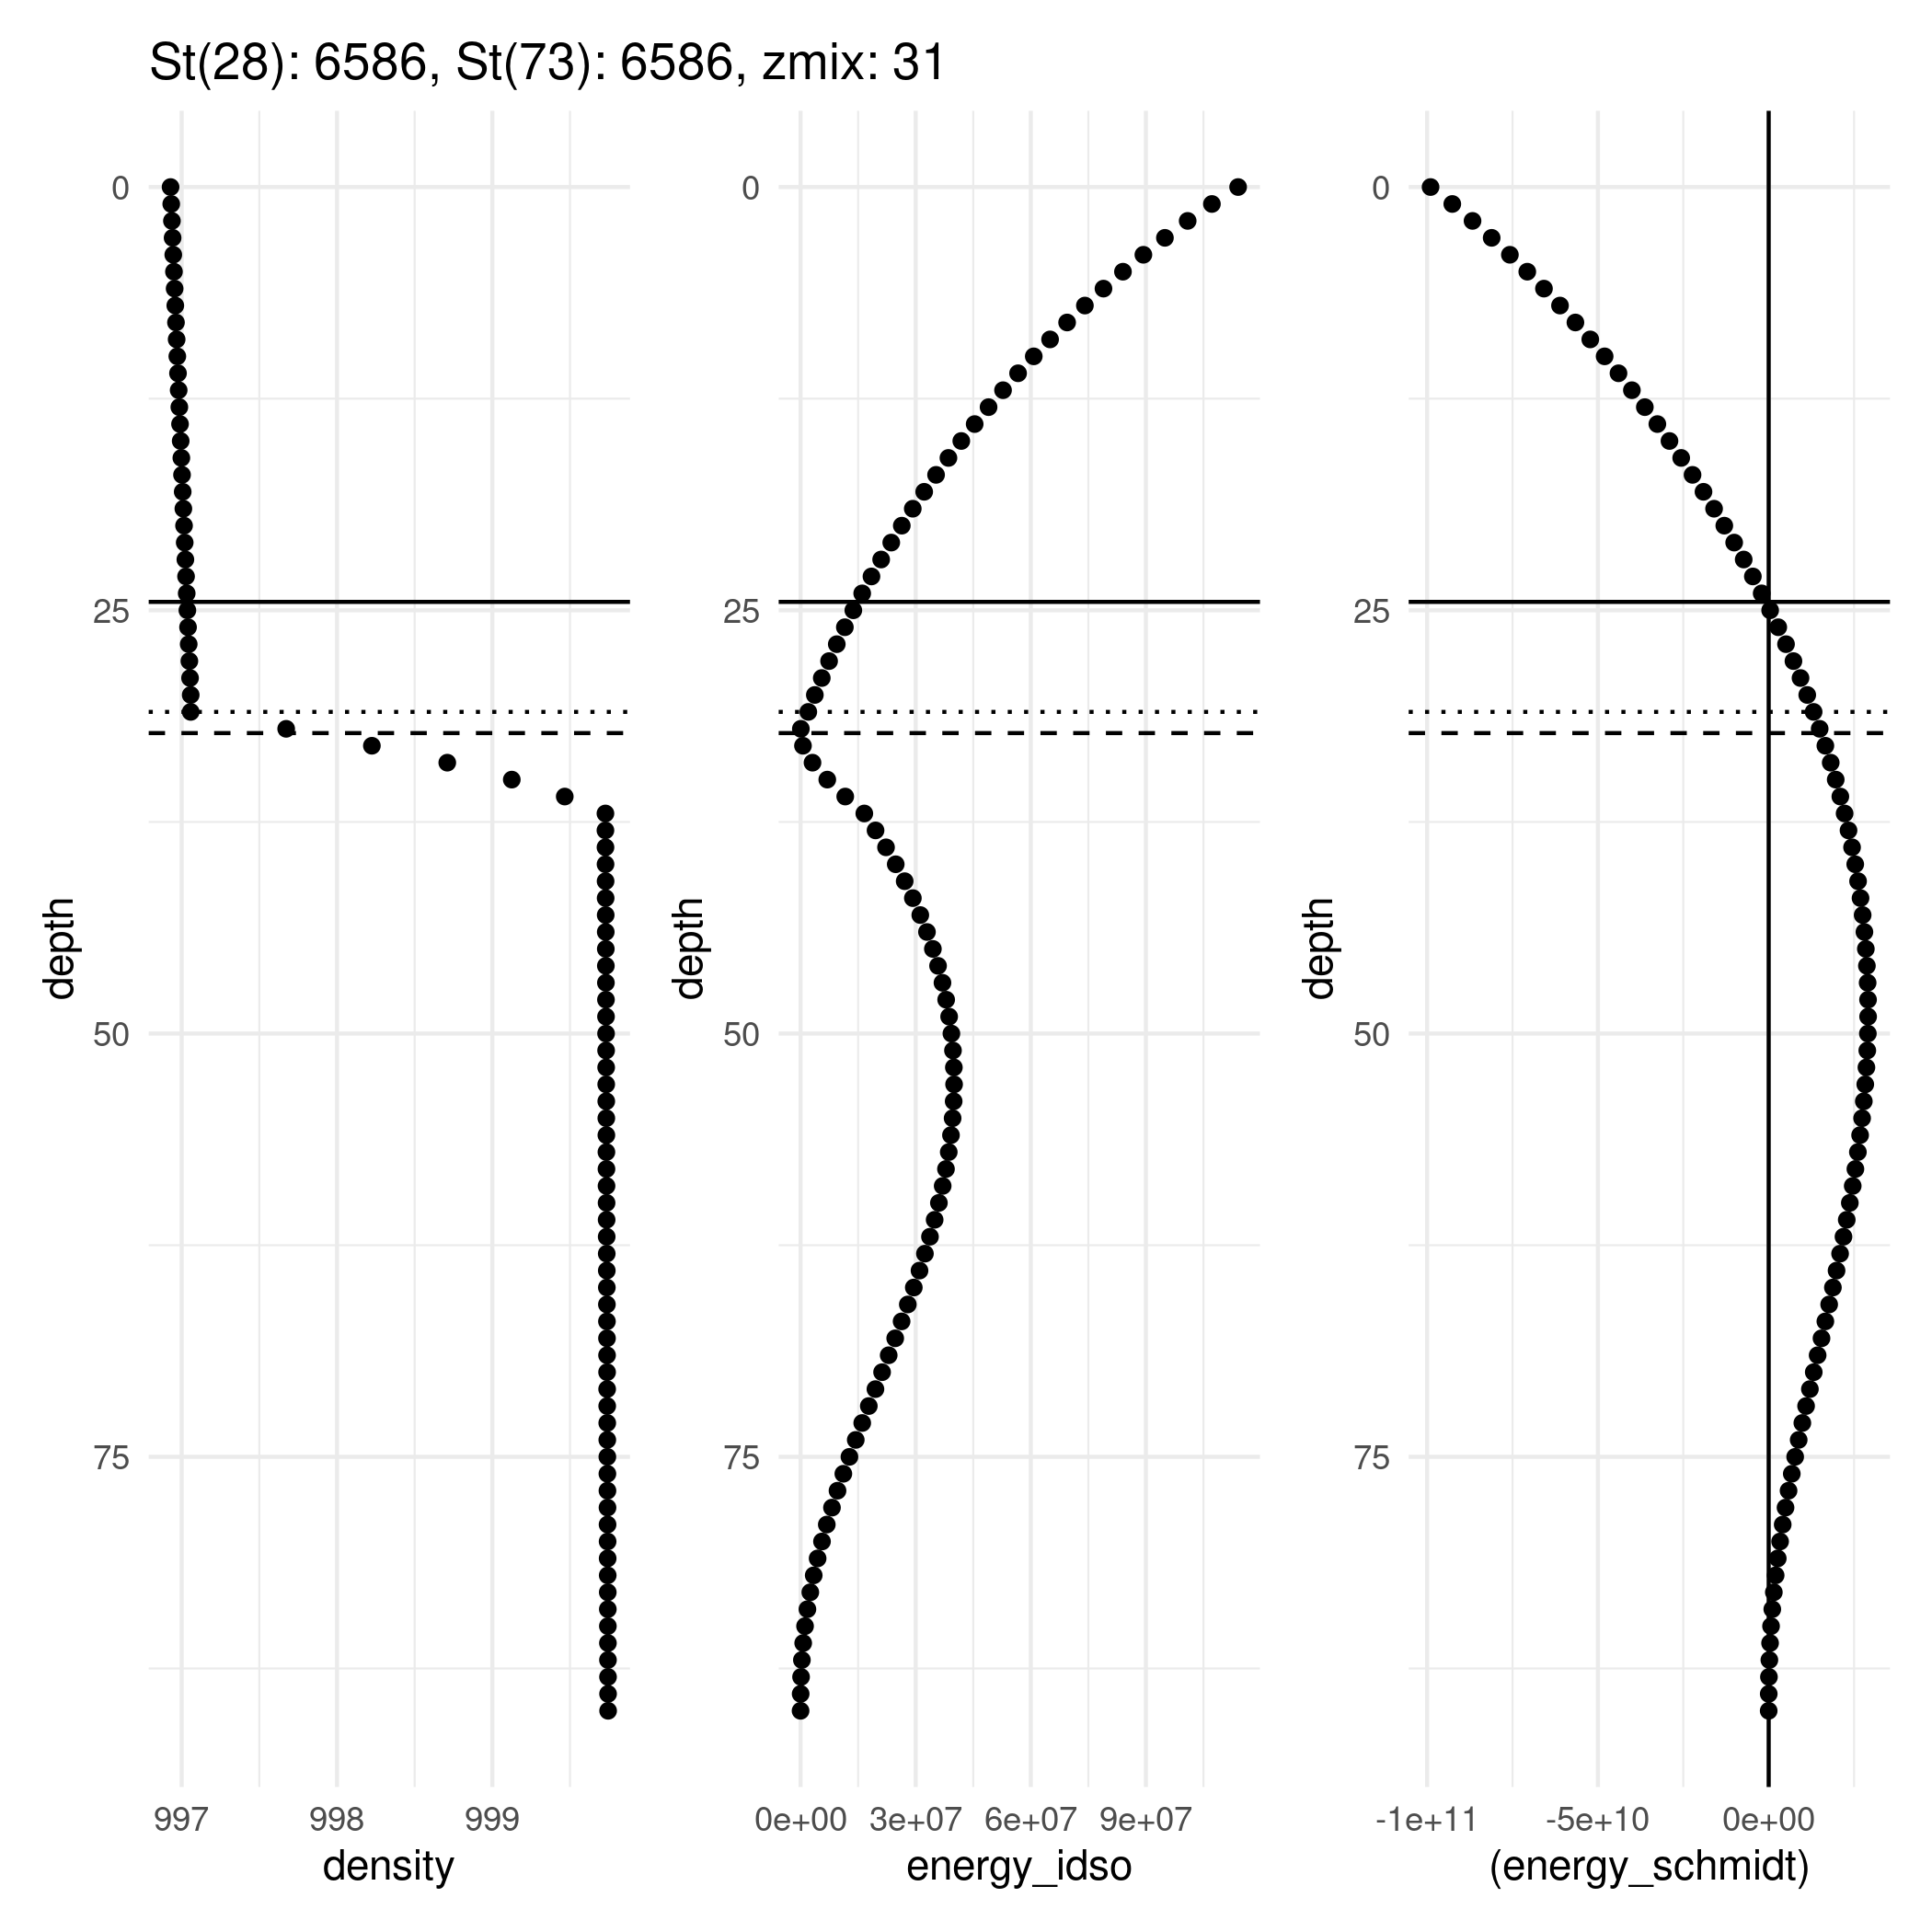 St(28): 6586, St(73): 6586, zmix: 31
0
25
50
75
depth
997
998
999
density
0
25
50
75
depth
0e+00
3e+07
6e+07
9e+07
energy_idso
0
25
50
75
depth
-1e+11
-5e+10
0e+00
(energy_schmidt)